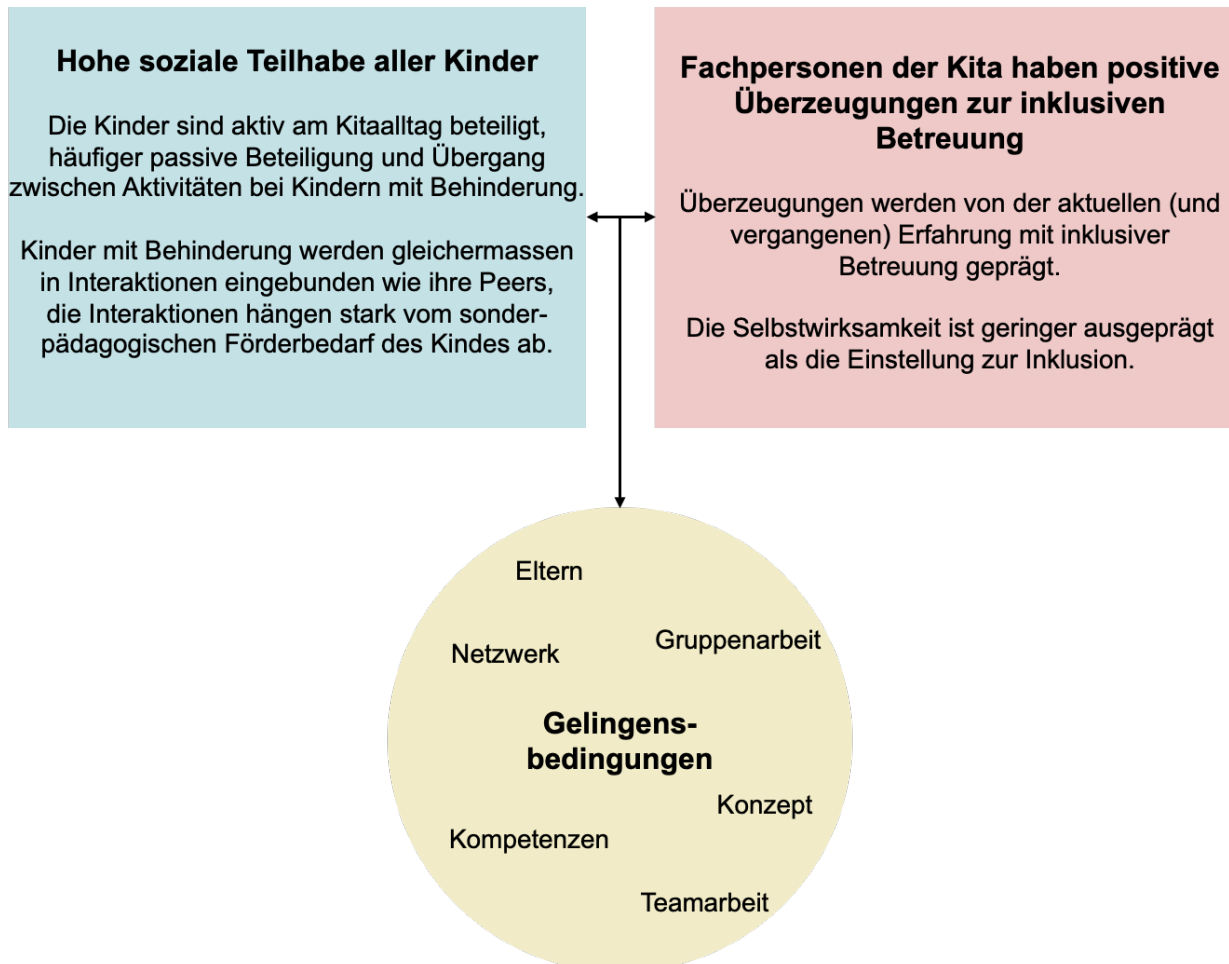 Hohe soziale Teilhabe aller Kinder
Die Kinder sind aktiv am Kitaalltag beteiligt,
häufiger passive Beteiligung und Übergang
zwischen Aktivitäten bei Kindern mit Behinderung.
Kinder mit Behinderung werden gleichermassen
in Interaktionen eingebunden wie ihre Peers,
die Interaktionen hängen stark vom sonder-
pädagogischen Förderbedarf des Kindes ab.
Fachpersonen der Kita haben positive
Überzeugungen zur inklusiven
Betreuung
Überzeugungen werden von der aktuellen (und
vergangenen) Erfahrung mit inklusiver
Betreuung geprägt.
Die Selbstwirksamkeit ist geringer ausgeprägt
als die Einstellung zur Inklusion.
Eltern
Gruppenarbeit
Netzwerk
Gelingens-
bedingungen
Konzept
Kompetenzen
Teamarbeit